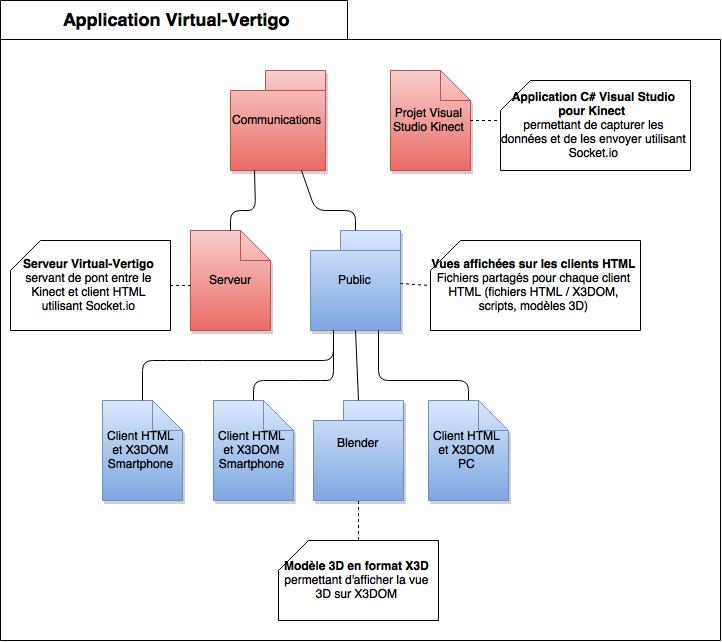 Application Virtual-Vertigo
Communications
Projet Visual
Studio Kinect
Application C# Visual Studio
pour Kinect
permettant de capturer les
données et de les envoyer utilisant
Socket.io
Serveur Virtual-Vertigo
servant de pont entre le
Kinect et client HTML
utilisant Socket.io
Serveur
Public
Vues affichées sur les clients HTML
Fichiers partagés pour chaque client
HTML (fichiers HTML / X3DOM,
scripts, modèles 3D)
Client HTML
et X3DOM
Smartphone
Client HTML
et X3DOM
Smartphone
Blender
Client HTML
et X3DOM
PC
Modèle 3D en format X3D
permettant d'afficher la vue
3D sur X3DOM